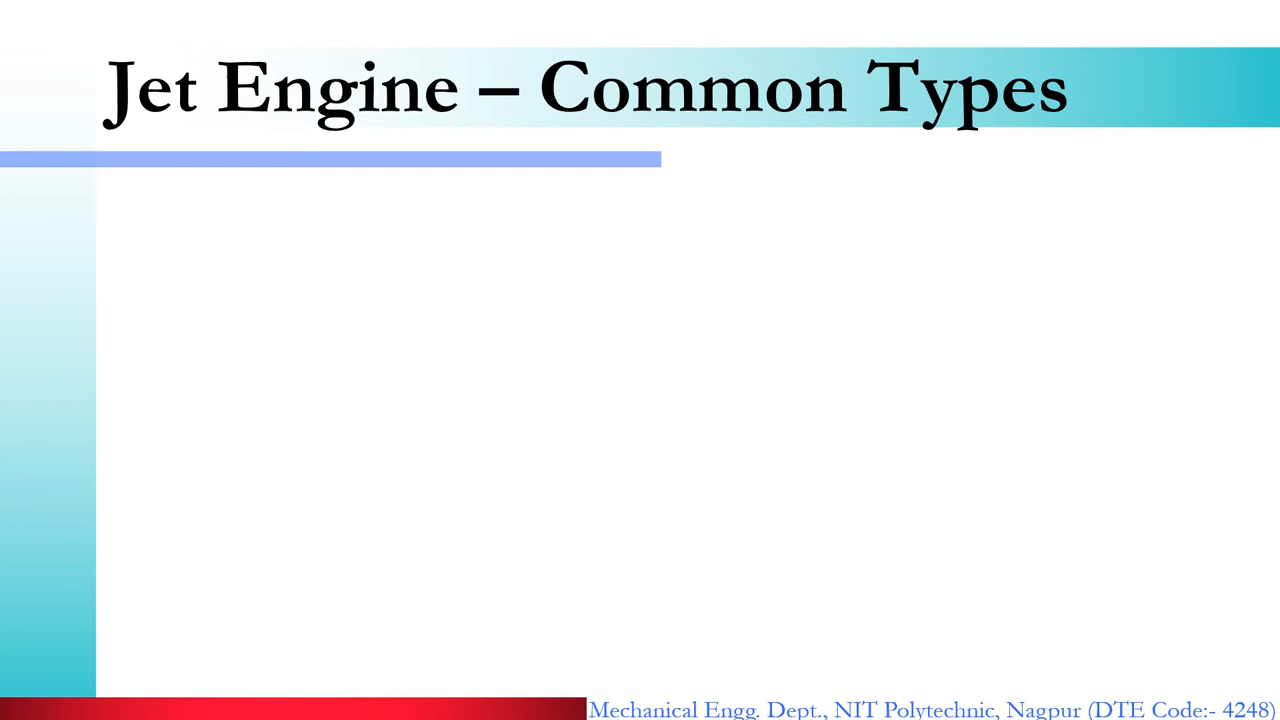 Jet Engine – Common Types
Mechanical Engg. Dept., NIT Polytechnic, Nagpur (DTE Code:- 4248)